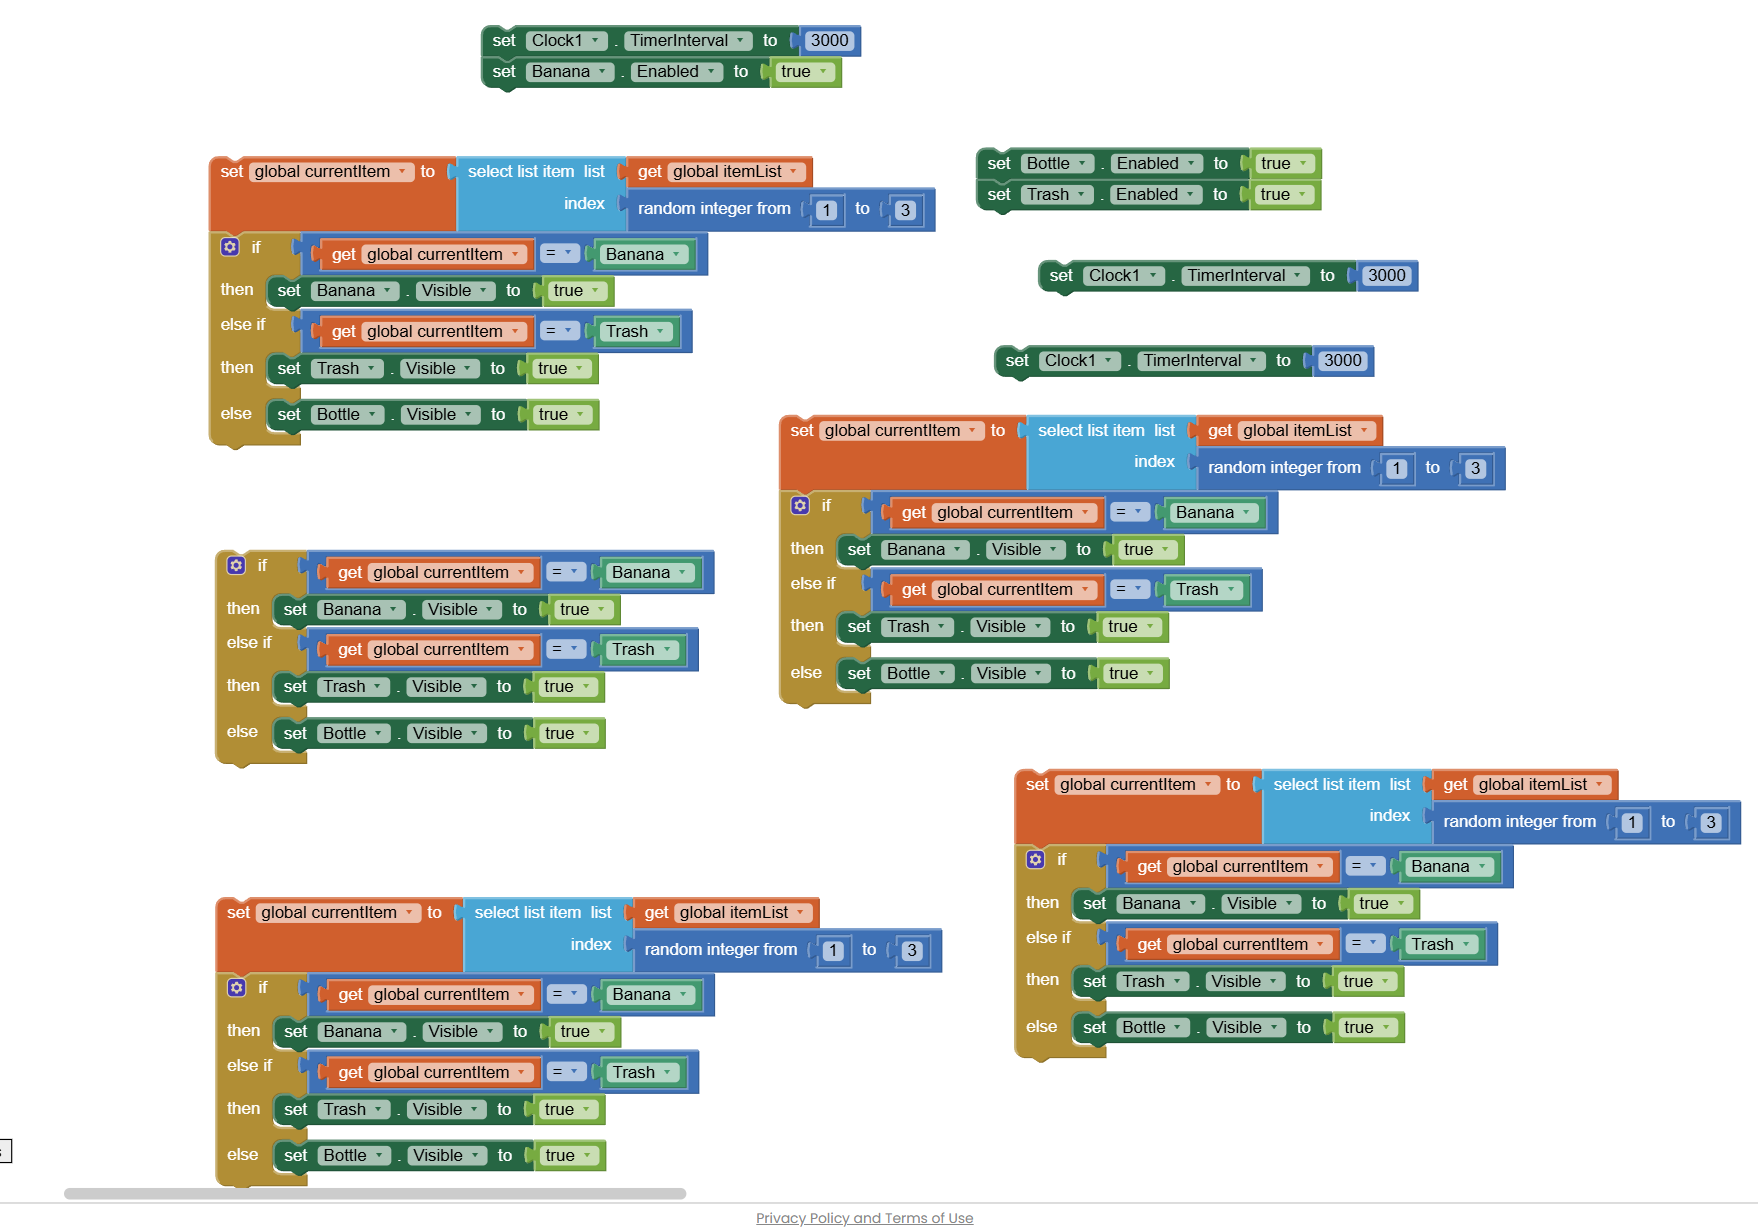 set Clock1 . TimerInterval to 3000
set Banana . Enabled to true
set global currentItem to select list item list get global itemList
index random integer from 1 to 3
if get global currentItem = Banana
then set Banana . Visible to true
else if get global currentItem = Trash
then set Trash . Visible to true
else set Bottle . Visible to true
set Bottle . Enabled to true
set Trash . Enabled to true
set Clock1 . TimerInterval to 3000
set Clock1 . TimerInterval to 3000
set global currentItem to select list item list get global itemList
index random integer from 1 to 3
if get global currentItem = Banana
then set Banana . Visible to true
else if get global currentItem = Trash
then set Trash . Visible to true
else set Bottle . Visible to true
if get global currentItem = Banana
then set Banana . Visible to true
else if get global currentItem = Trash
then set Trash . Visible to true
else set Bottle . Visible to true
set global currentItem to select list item list get global itemList
index random integer from 1 to 3
if get global currentItem = Banana
then set Banana . Visible to true
else if get global currentItem = Trash
then set Trash . Visible to true
else set Bottle . Visible to true
set global currentItem to select list item list get global itemList
index random integer from 1 to 3
if get global currentItem = Banana
then set Banana . Visible to true
else if get global currentItem = Trash
then set Trash . Visible to true
else set Bottle . Visible to true
Privacy Policy and Terms of Use